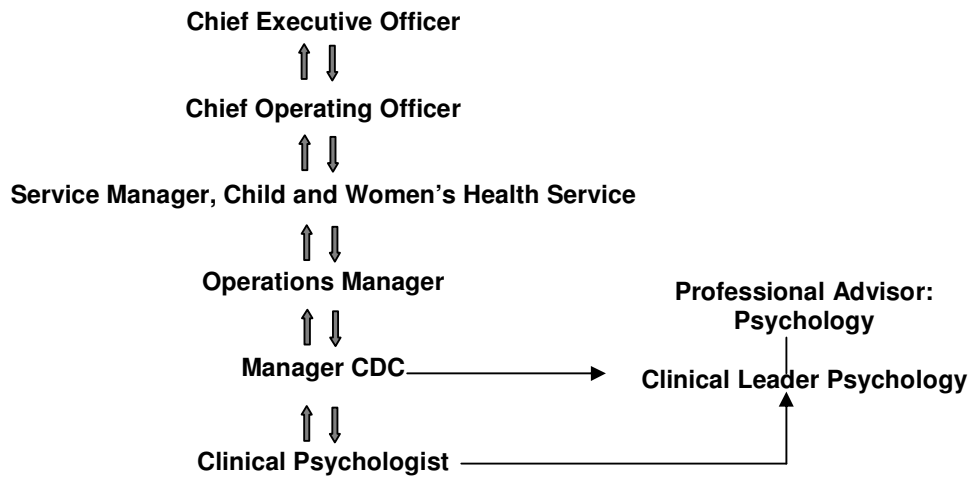 Chief Executive Officer
Chief Operating Officer
Service Manager, Child and Women’s Health Service
Operations Manager
Professional Advisor:
Psychology
Manager CDC
Clinical Leader Psychology
Clinical Psychologist